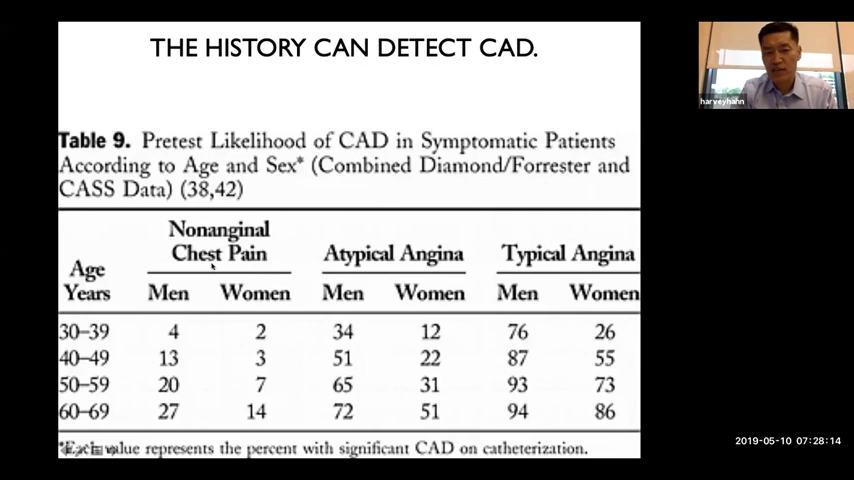 THE HISTORY CAN DETECT CAD.
harveyhahn
Table 9. Pretest Likelihood of CAD in Symptomatic Patients
According to Age and Sex* (Combined Diamond/Forrester and
CASS Data) (38,42)
Nonanginal
Chest Pain Atypical Angina Typical Angina
Age
Years Men Women Men Women Men Women
30–39 4 2 34 12 76 26
40–49 13 3 51 22 87 55
50–59 20 7 65 31 93 73
60–69 27 14 72 51 94 86
*Each value represents the percent with significant CAD on catheterization.
2019-05-10 07:28:14